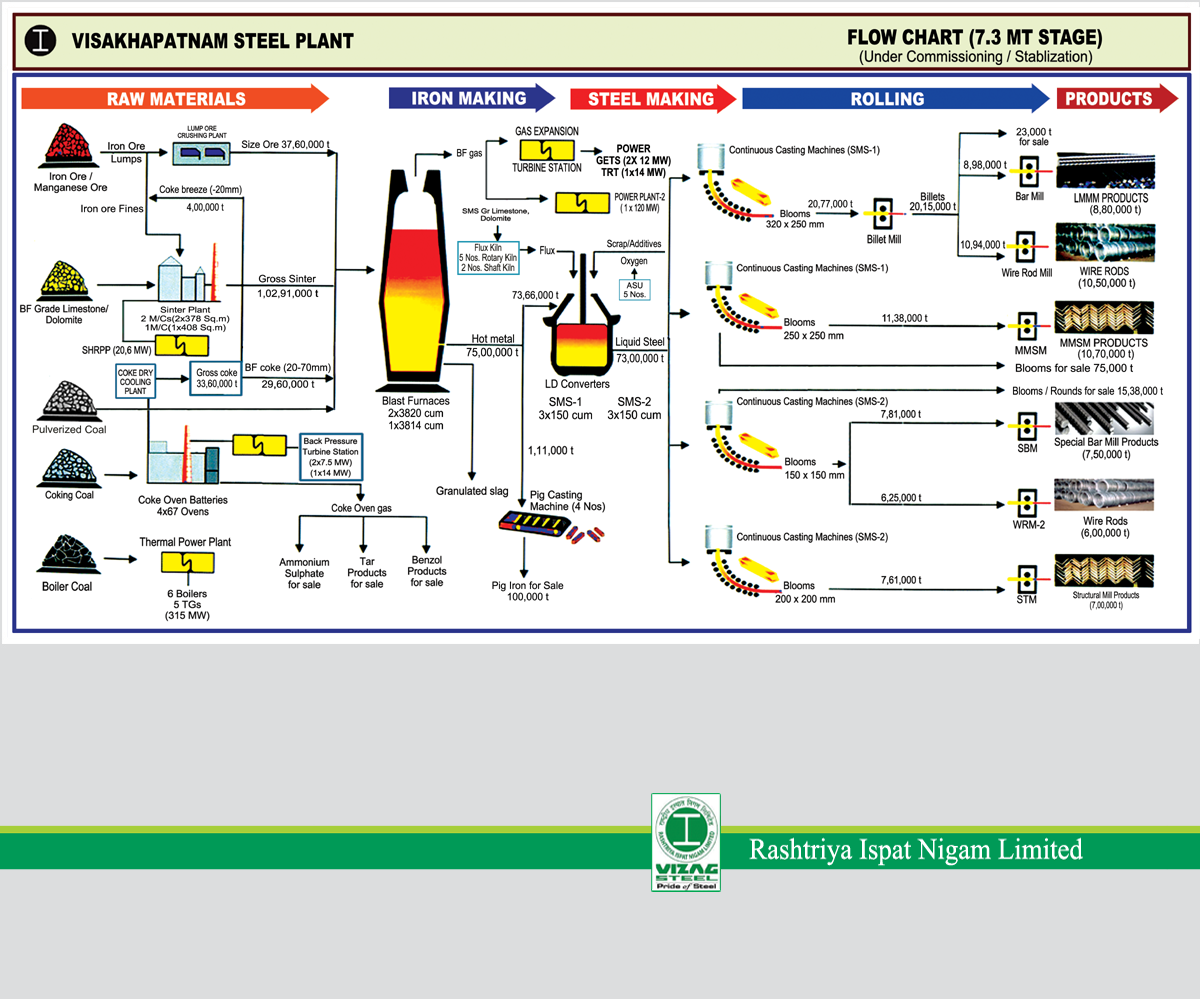 VISAKHAPATNAM STEEL PLANT
FLOW CHART (7.3 MT STAGE)
(Under Commissioning / Stablization)
RAW MATERIALS
IRON MAKING
STEEL MAKING
ROLLING
PRODUCTS
Iron Ore /
Manganese Ore
Iron Ore
Lumps
LUMP ORE
CRUSHING PLANT
Size Ore 37,60,000 t
Coke breeze (-20mm)
4,00,000 t
Iron ore Fines
BF Grade Limestone/
Dolomite
Sinter Plant
2 M/Cs(2x378 Sq.m)
1M/C(1x408 Sq.m)
Gross Sinter
1,02,91,000 t
SHRPP (20,6 MW)
COKE DRY
COOLING
PLANT
Gross coke
33,60,000 t
BF coke (20-70mm)
29,60,000 t
Pulverized Coal
Coking Coal
Coke Oven Batteries
4x67 Ovens
Back Pressure
Turbine Station
(2x7.5 MW)
(1x14 MW)
Coke Oven gas
Ammonium
Sulphate
for sale
Tar
Products
for sale
Benzol
Products
for sale
Boiler Coal
Thermal Power Plant
6 Boilers
5 TGs
(315 MW)
BF gas
GAS EXPANSION
TURBINE STATION
POWER
GETS (2X 12 MW)
TRT (1x14 MW)
POWER PLANT-2
(1 x 120 MW)
SMS Gr Limestone,
Dolomite
Flux Kiln
5 Nos. Rotary Kiln
2 Nos. Shaft Kiln
Flux
Scrap/Additives
Oxygen
ASU
5 Nos.
73,66,000 t
Hot metal
75,00,000 t
Blast Furnaces
2x3820 cum
1x3814 cum
Liquid Steel
73,00,000 t
LD Converters
SMS-1
3x150 cum
SMS-2
3x150 cum
1,11,000 t
Granulated slag
Pig Casting
Machine (4 Nos)
Pig Iron for Sale
100,000 t
Continuous Casting Machines (SMS-1)
Blooms
320 x 250 mm
20,77,000 t
Billet Mill
Billets
20,15,000 t
23,000 t
for sale
8,98,000 t
Bar Mill
LMMM PRODUCTS
(8,80,000 t)
10,94,000 t
Wire Rod Mill
WIRE RODS
(10,50,000 t)
Continuous Casting Machines (SMS-1)
Blooms
250 x 250 mm
11,38,000 t
MMSM
MMSM PRODUCTS
(10,70,000 t)
Blooms for sale 75,000 t
Blooms / Rounds for sale 15,38,000 t
Continuous Casting Machines (SMS-2)
Blooms
150 x 150 mm
7,81,000 t
SBM
Special Bar Mill Products
(7,50,000 t)
6,25,000 t
WRM-2
Wire Rods
(6,00,000 t)
Continuous Casting Machines (SMS-2)
Blooms
200 x 200 mm
7,61,000 t
STM
Structural Mill Products
(7,00,000 t)
राष्ट्रीय इस्पात निगम लिमिटेड
RASHTRIYA ISPAT NIGAM LIMITED
VIZAG
STEEL
Pride of Steel
Rashtriya Ispat Nigam Limited